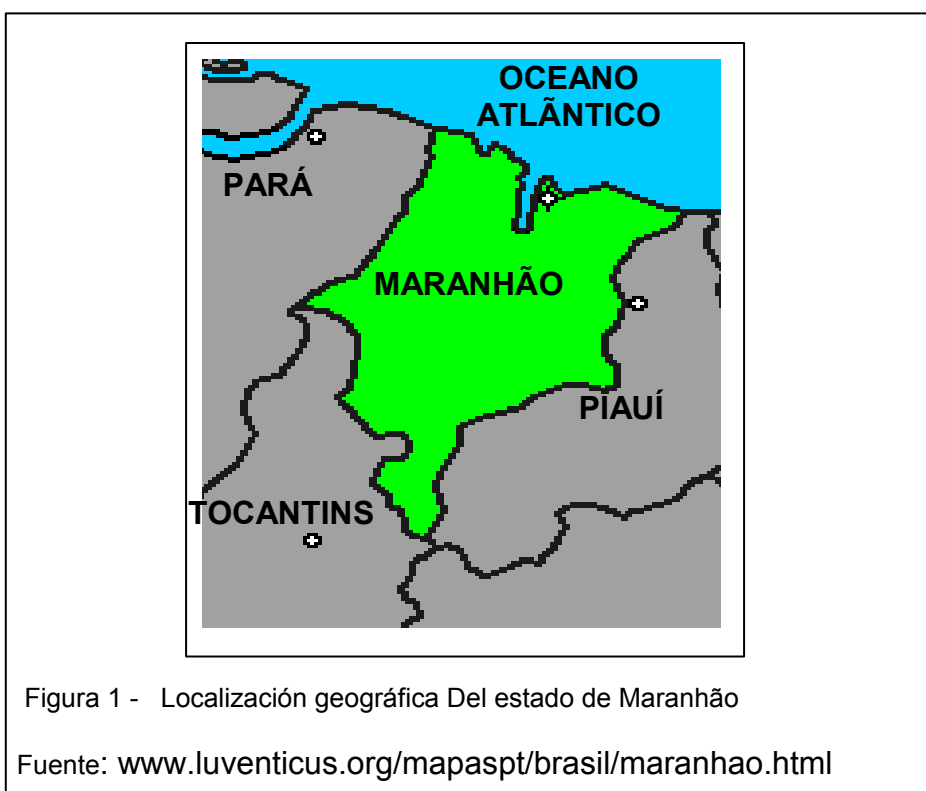 OCEANO
ATLÃNTICO
PARÁ
MARANHÃO
PIAUÍ
TOCANTINS
Figura 1 - Localización geográfica Del estado de Maranhão
Fuente: www.luventicus.org/mapaspt/brasil/maranhao.html